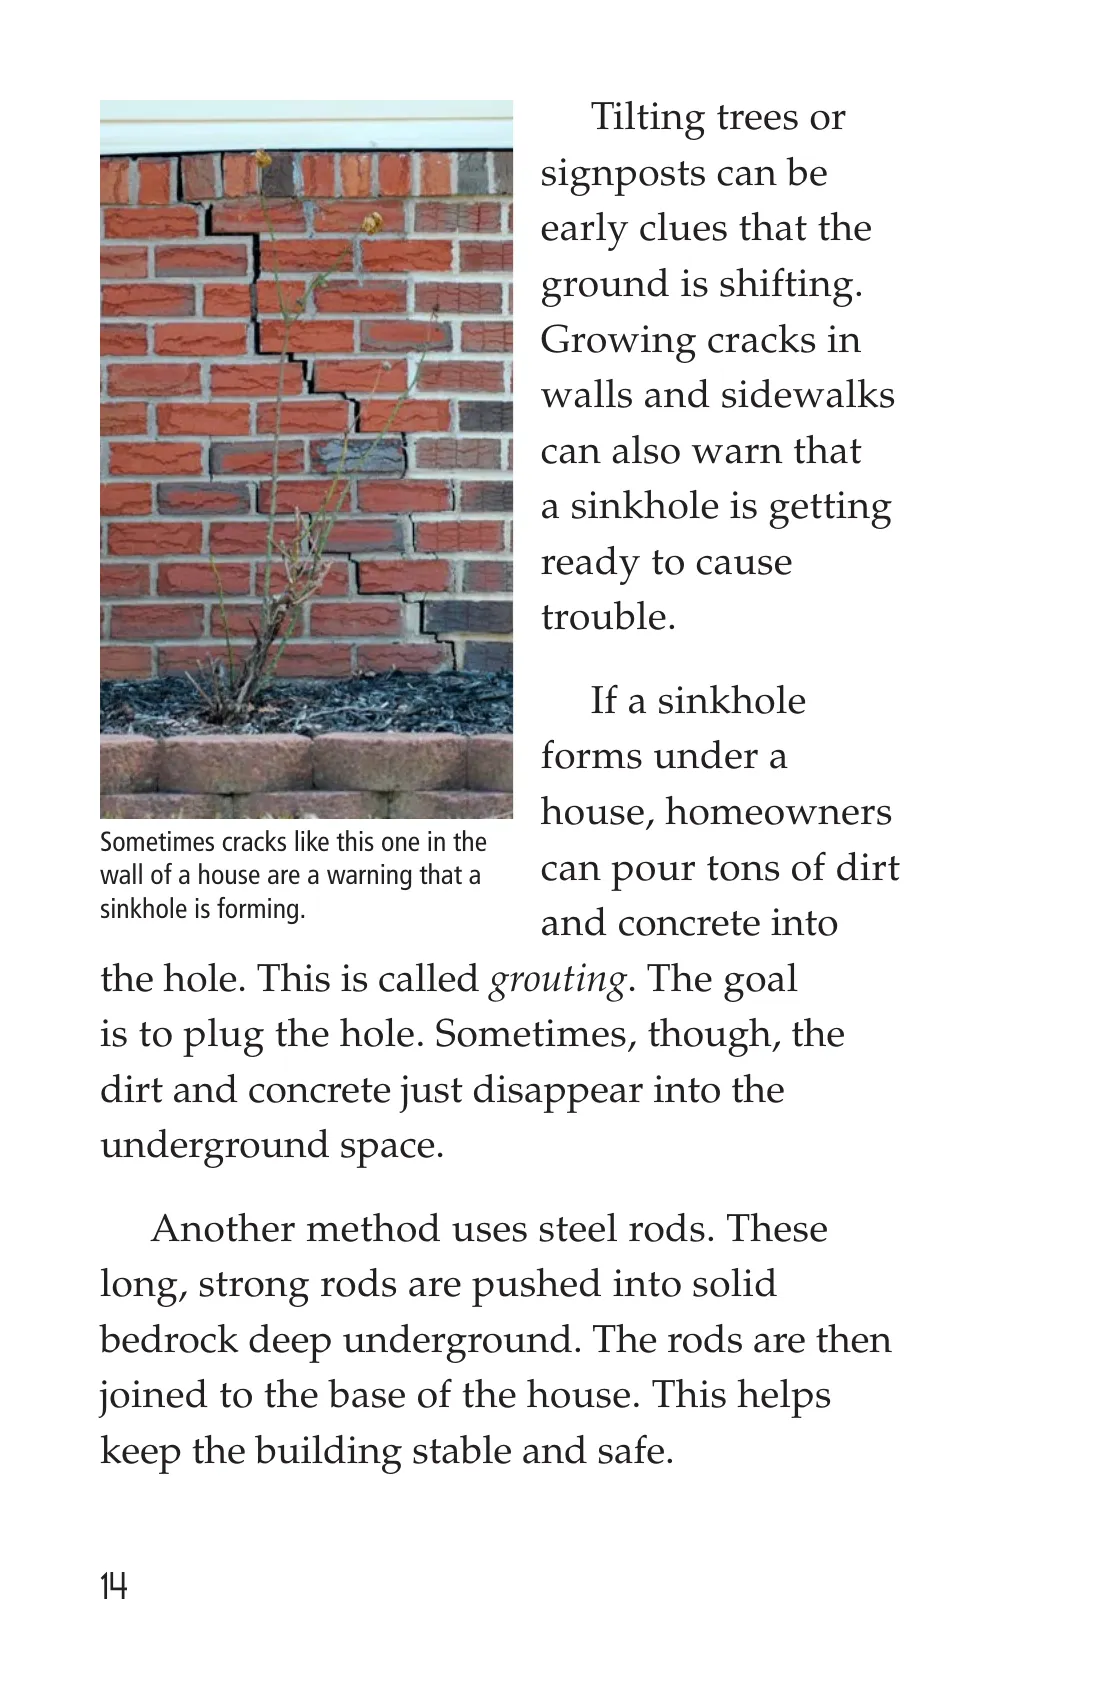 Tilting trees or
signposts can be
early clues that the
ground is shifting.
Growing cracks in
walls and sidewalks
can also warn that
a sinkhole is getting
ready to cause
trouble.
If a sinkhole
forms under a
house, homeowners
can pour tons of dirt
and concrete into
the hole. This is called grouting. The goal
is to plug the hole. Sometimes, though, the
dirt and concrete just disappear into the
underground space.
Another method uses steel rods. These
long, strong rods are pushed into solid
bedrock deep underground. The rods are then
joined to the base of the house. This helps
keep the building stable and safe.
Sometimes cracks like this one in the
wall of a house are a warning that a
sinkhole is forming.
14